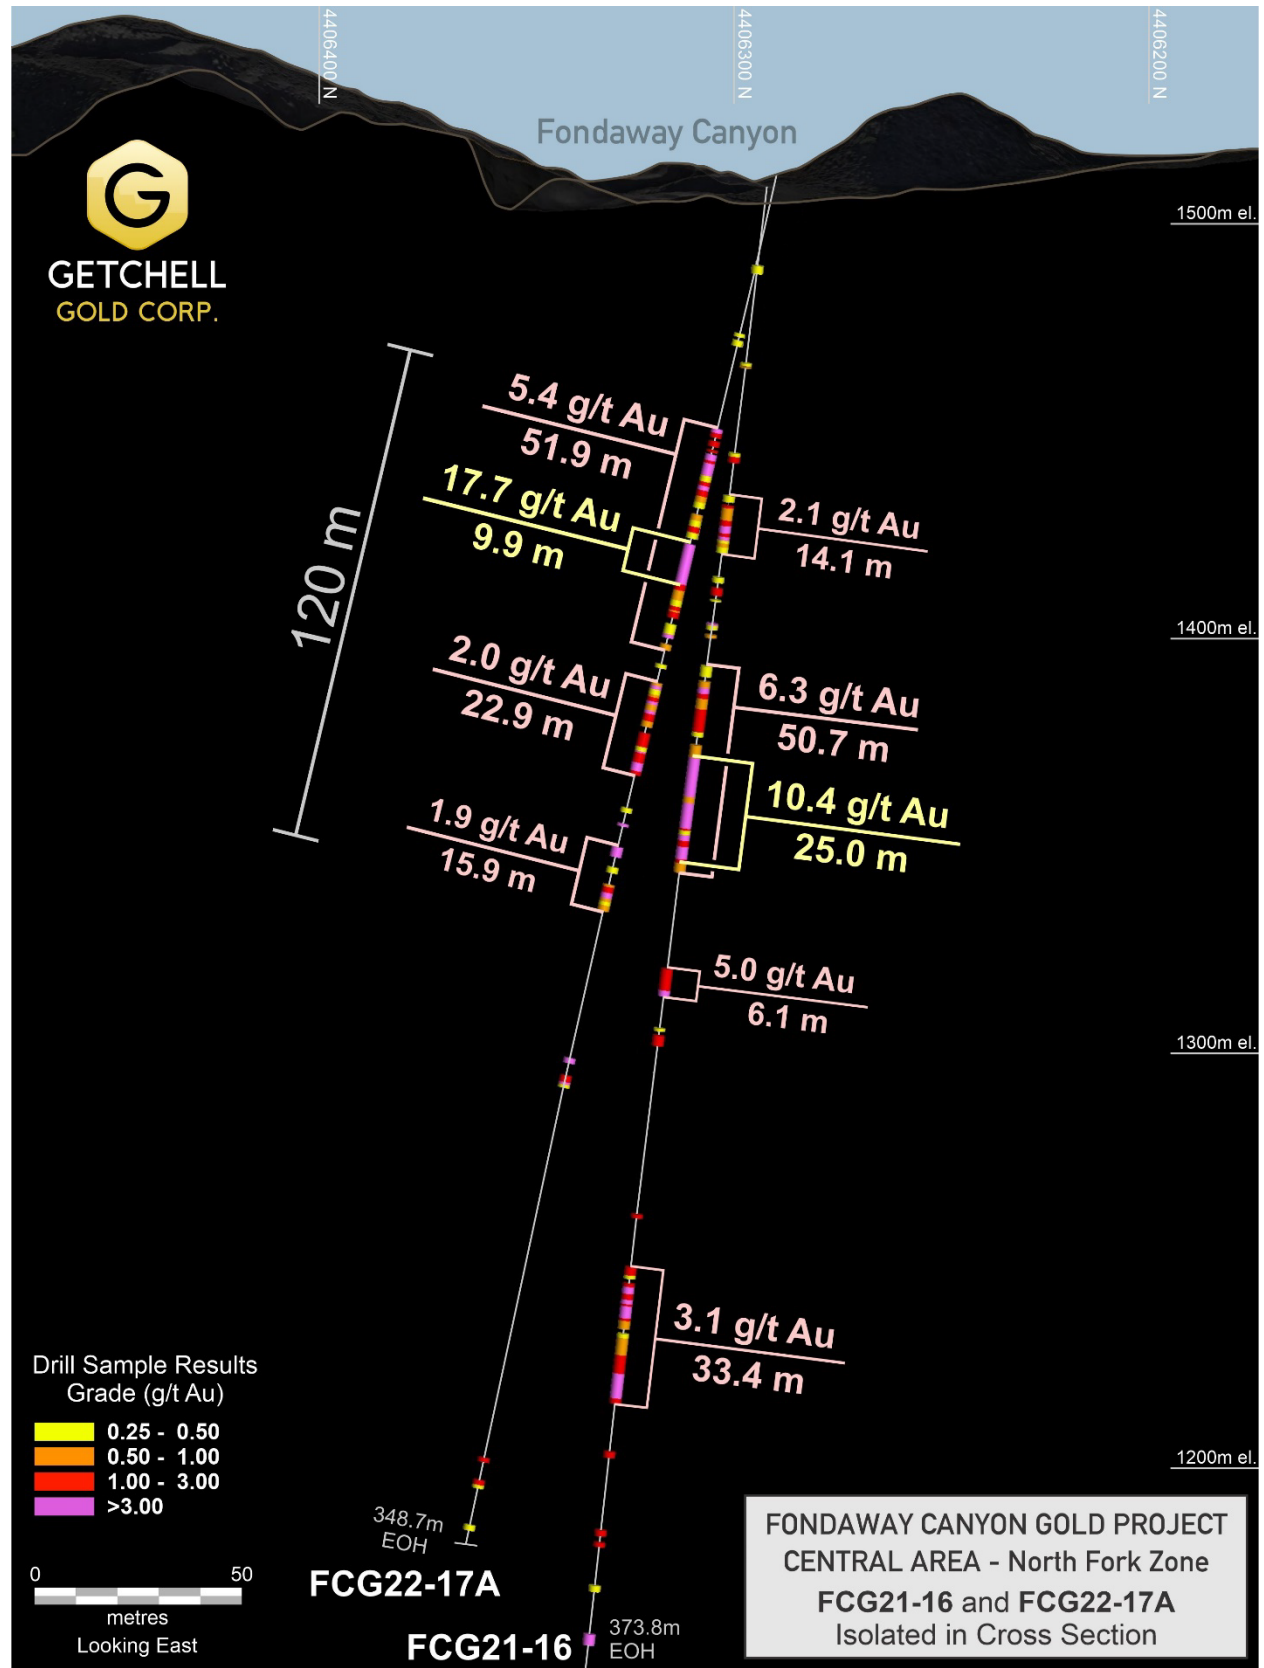 4406400 N
4406300 N
4406200 N
Fondaway Canyon
G
GETCHELL
GOLD CORP.
1500m el.
5.4 g/t Au
51.9 m
17.7 g/t Au
9.9 m
2.1 g/t Au
14.1 m
120 m
1400m el.
2.0 g/t Au
22.9 m
6.3 g/t Au
50.7 m
10.4 g/t Au
25.0 m
1.9 g/t Au
15.9 m
5.0 g/t Au
6.1 m
1300m el.
3.1 g/t Au
33.4 m
Drill Sample Results
Grade (g/t Au)
0.25 - 0.50
0.50 - 1.00
1.00 - 3.00
>3.00
1200m el.
348.7m
EOH
FCG22-17A
0 50
metres
Looking East
FCG21-16
373.8m
EOH
FONDAWAY CANYON GOLD PROJECT
CENTRAL AREA - North Fork Zone
FCG21-16 and FCG22-17A
Isolated in Cross Section